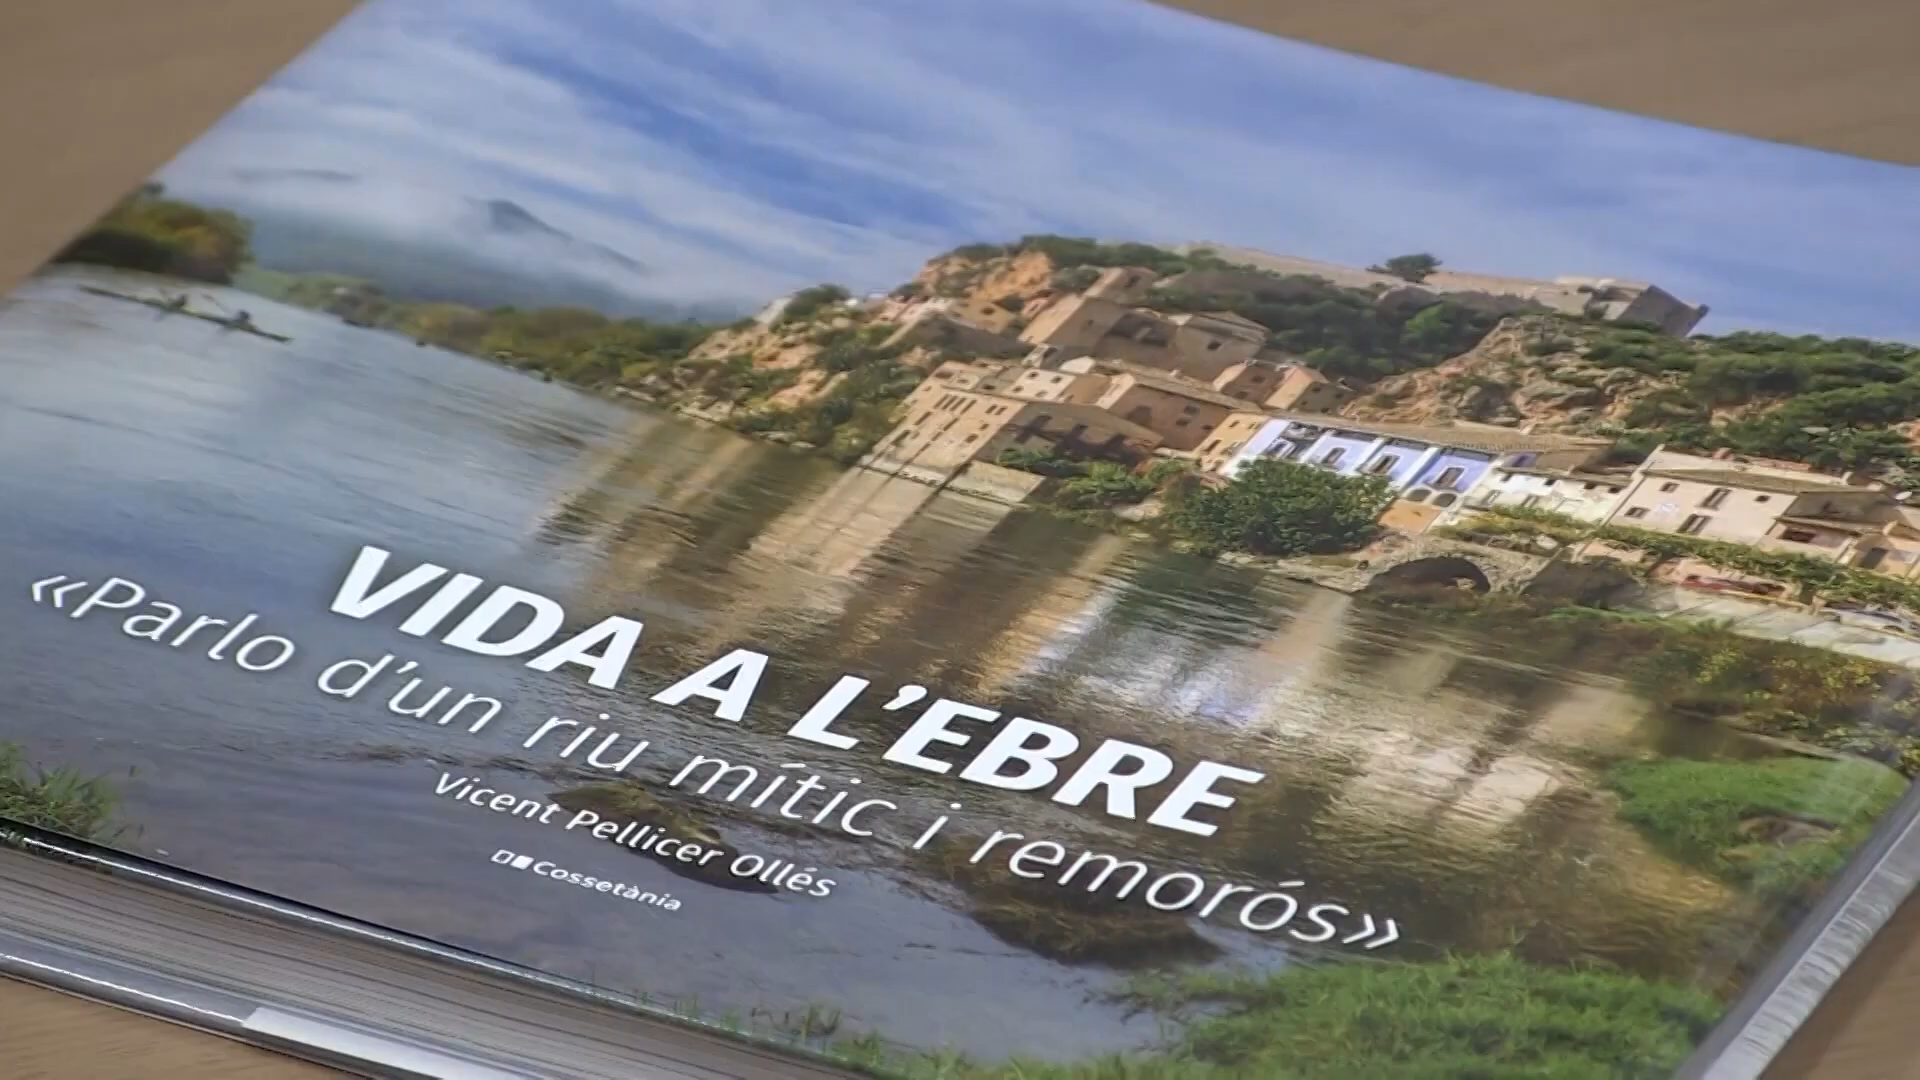 VIDA A L'EBRE
«Parlo d'un riu mític i remorós»
Vicent Pellicer Ollés
Cossetània